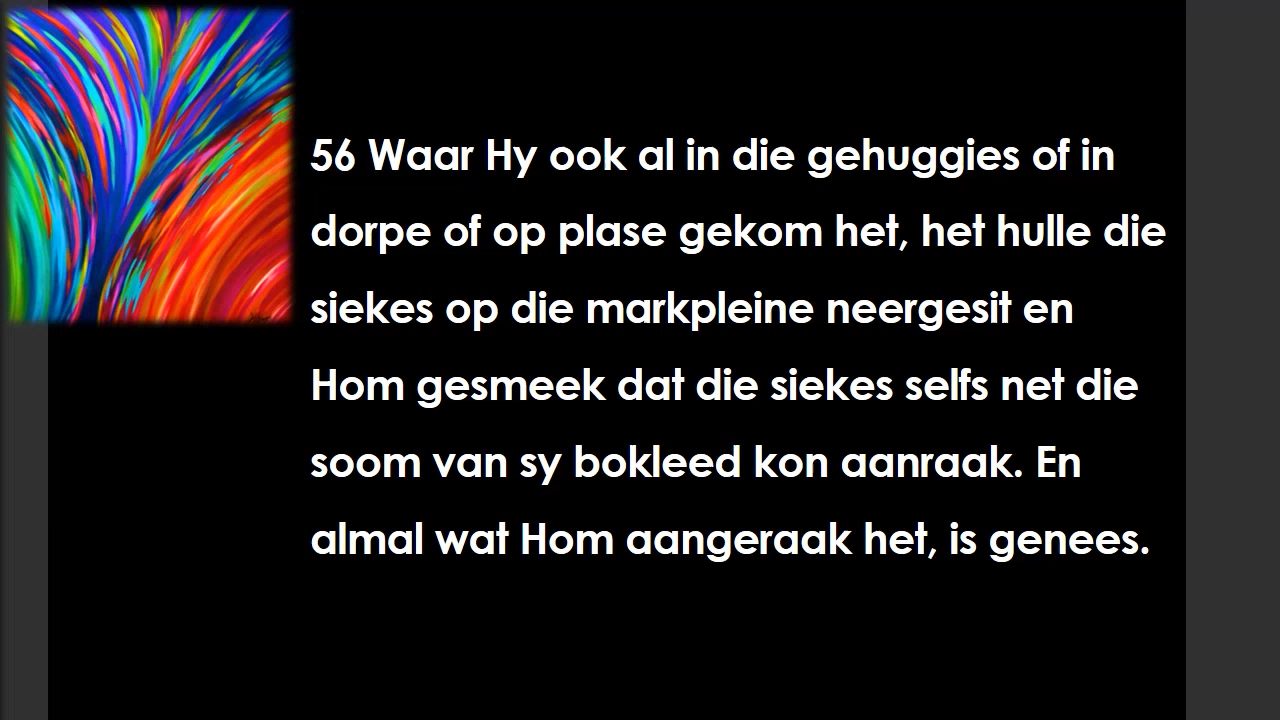 56 Waar Hy ook al in die gehuggies of in
dorpe of op plase gekom het, het hulle die
siekes op die markpleine neergesit en
Hom gesmeek dat die siekes selfs net die
soom van sy bokleed kon aanraak. En
almal wat Hom aangeraak het, is genees.